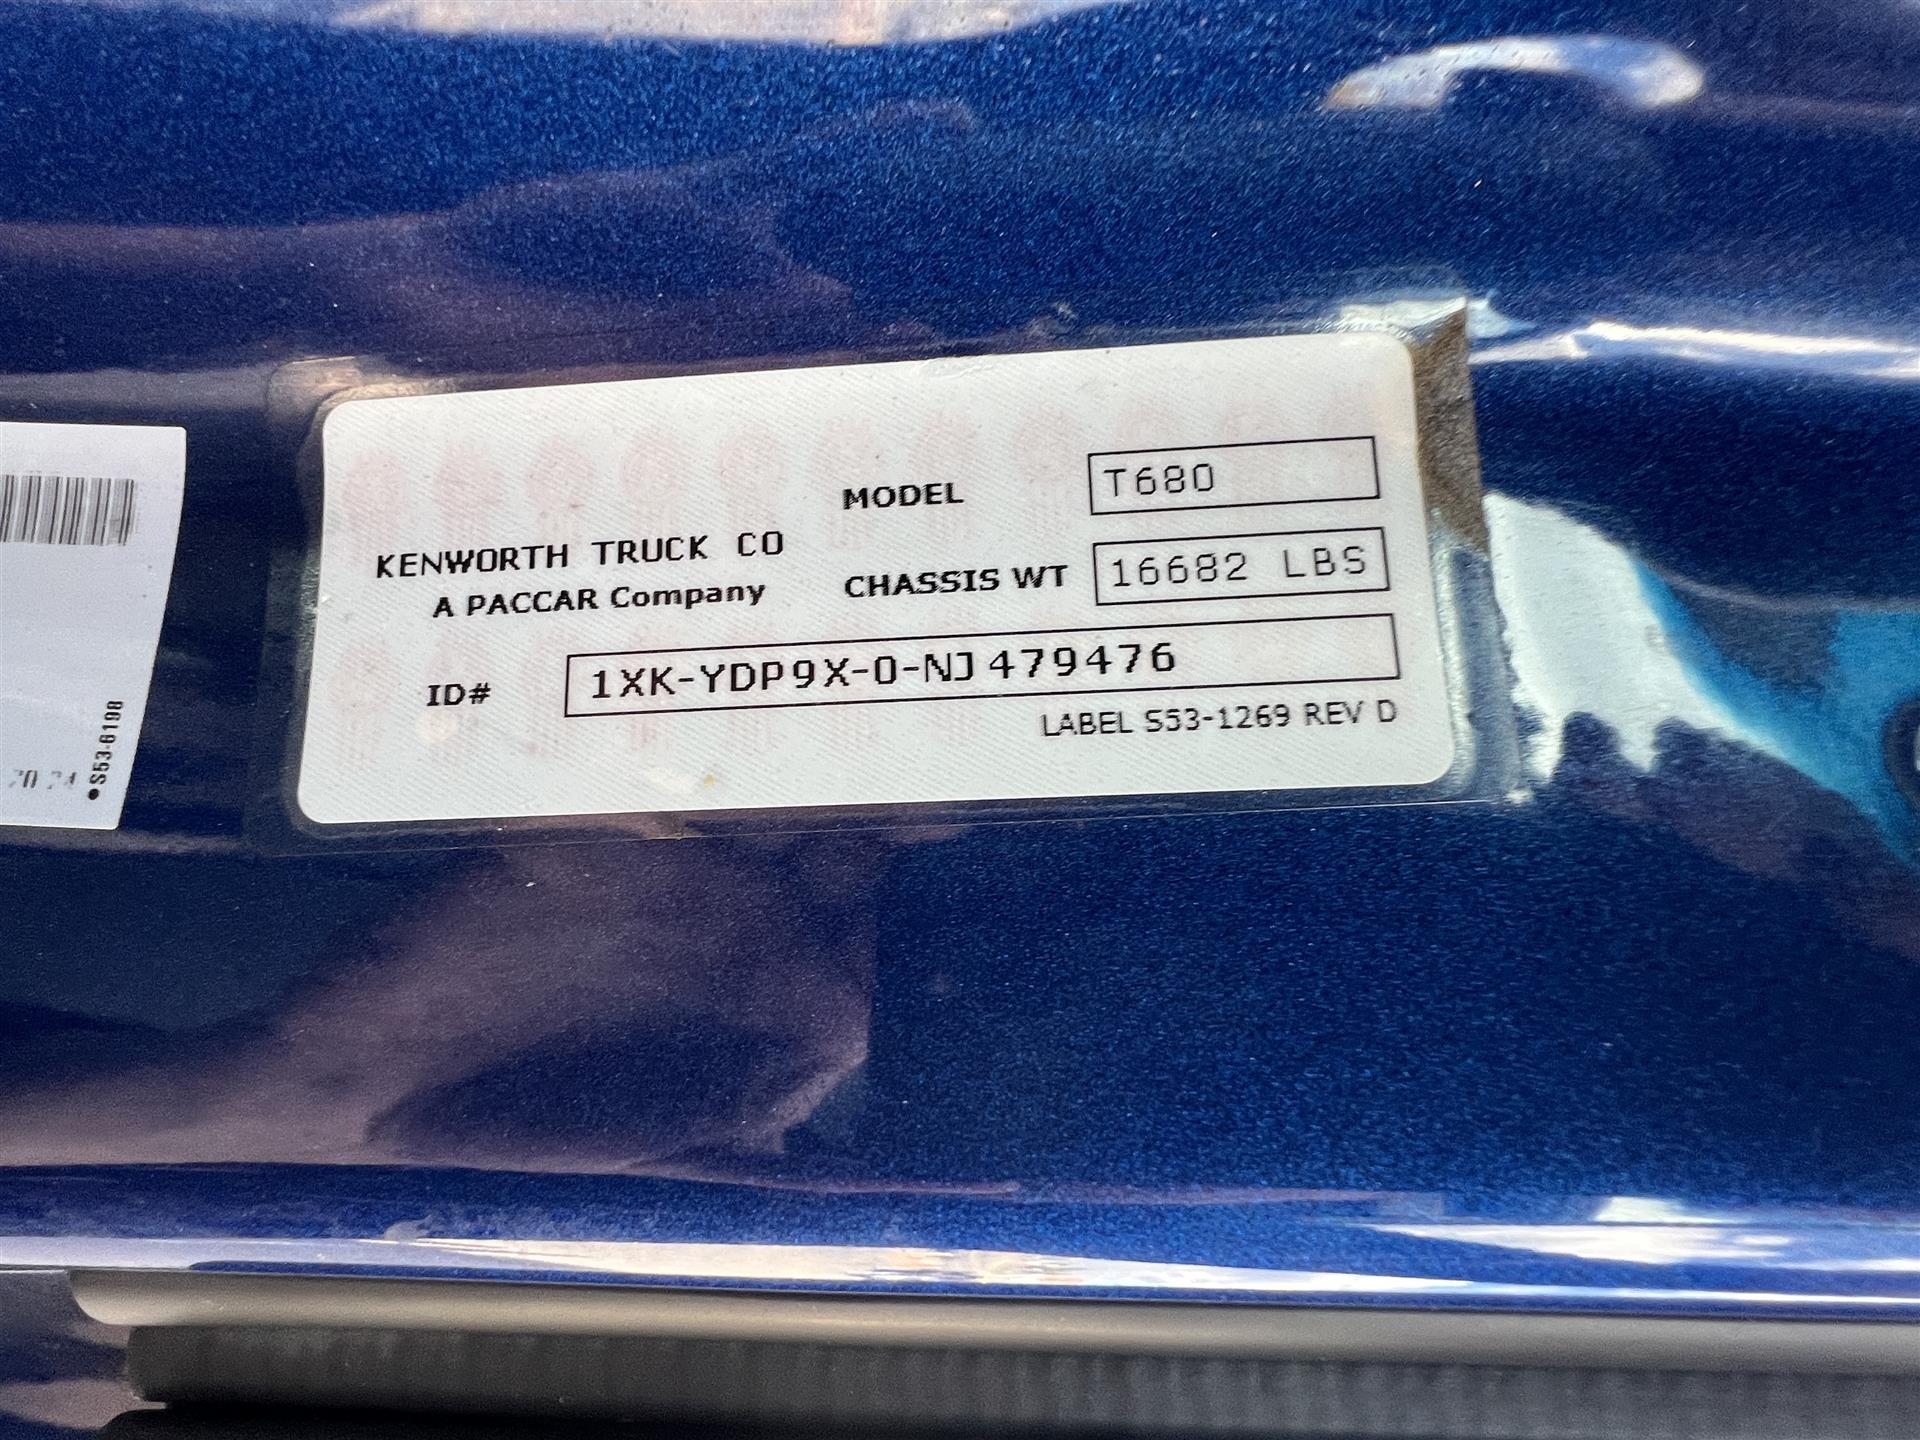 KENWORTH TRUCK CO
A PACCAR Company
MODEL T680
CHASSIS WT 16682 LBS
ID# 1XK-YDP9X-0-NJ479476
LABEL S53-1269 REV D
●S53-6198